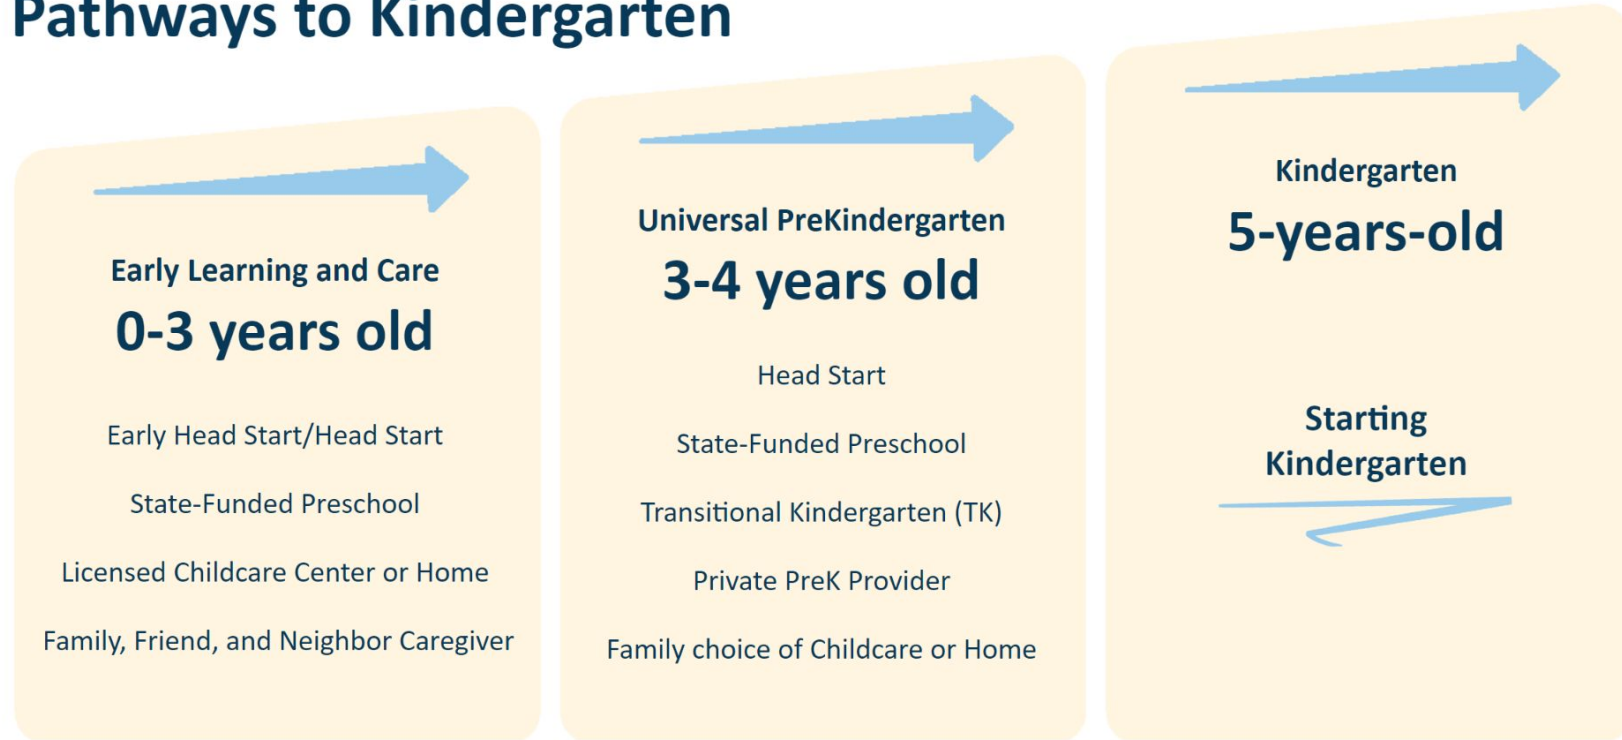 Pathways to Kindergarten
Early Learning and Care
0-3 years old
Early Head Start/Head Start
State-Funded Preschool
Licensed Childcare Center or Home
Family, Friend, and Neighbor Caregiver
Universal PreKindergarten
3-4 years old
Head Start
State-Funded Preschool
Transitional Kindergarten (TK)
Private PreK Provider
Family choice of Childcare or Home
Kindergarten
5-years-old
Starting
Kindergarten